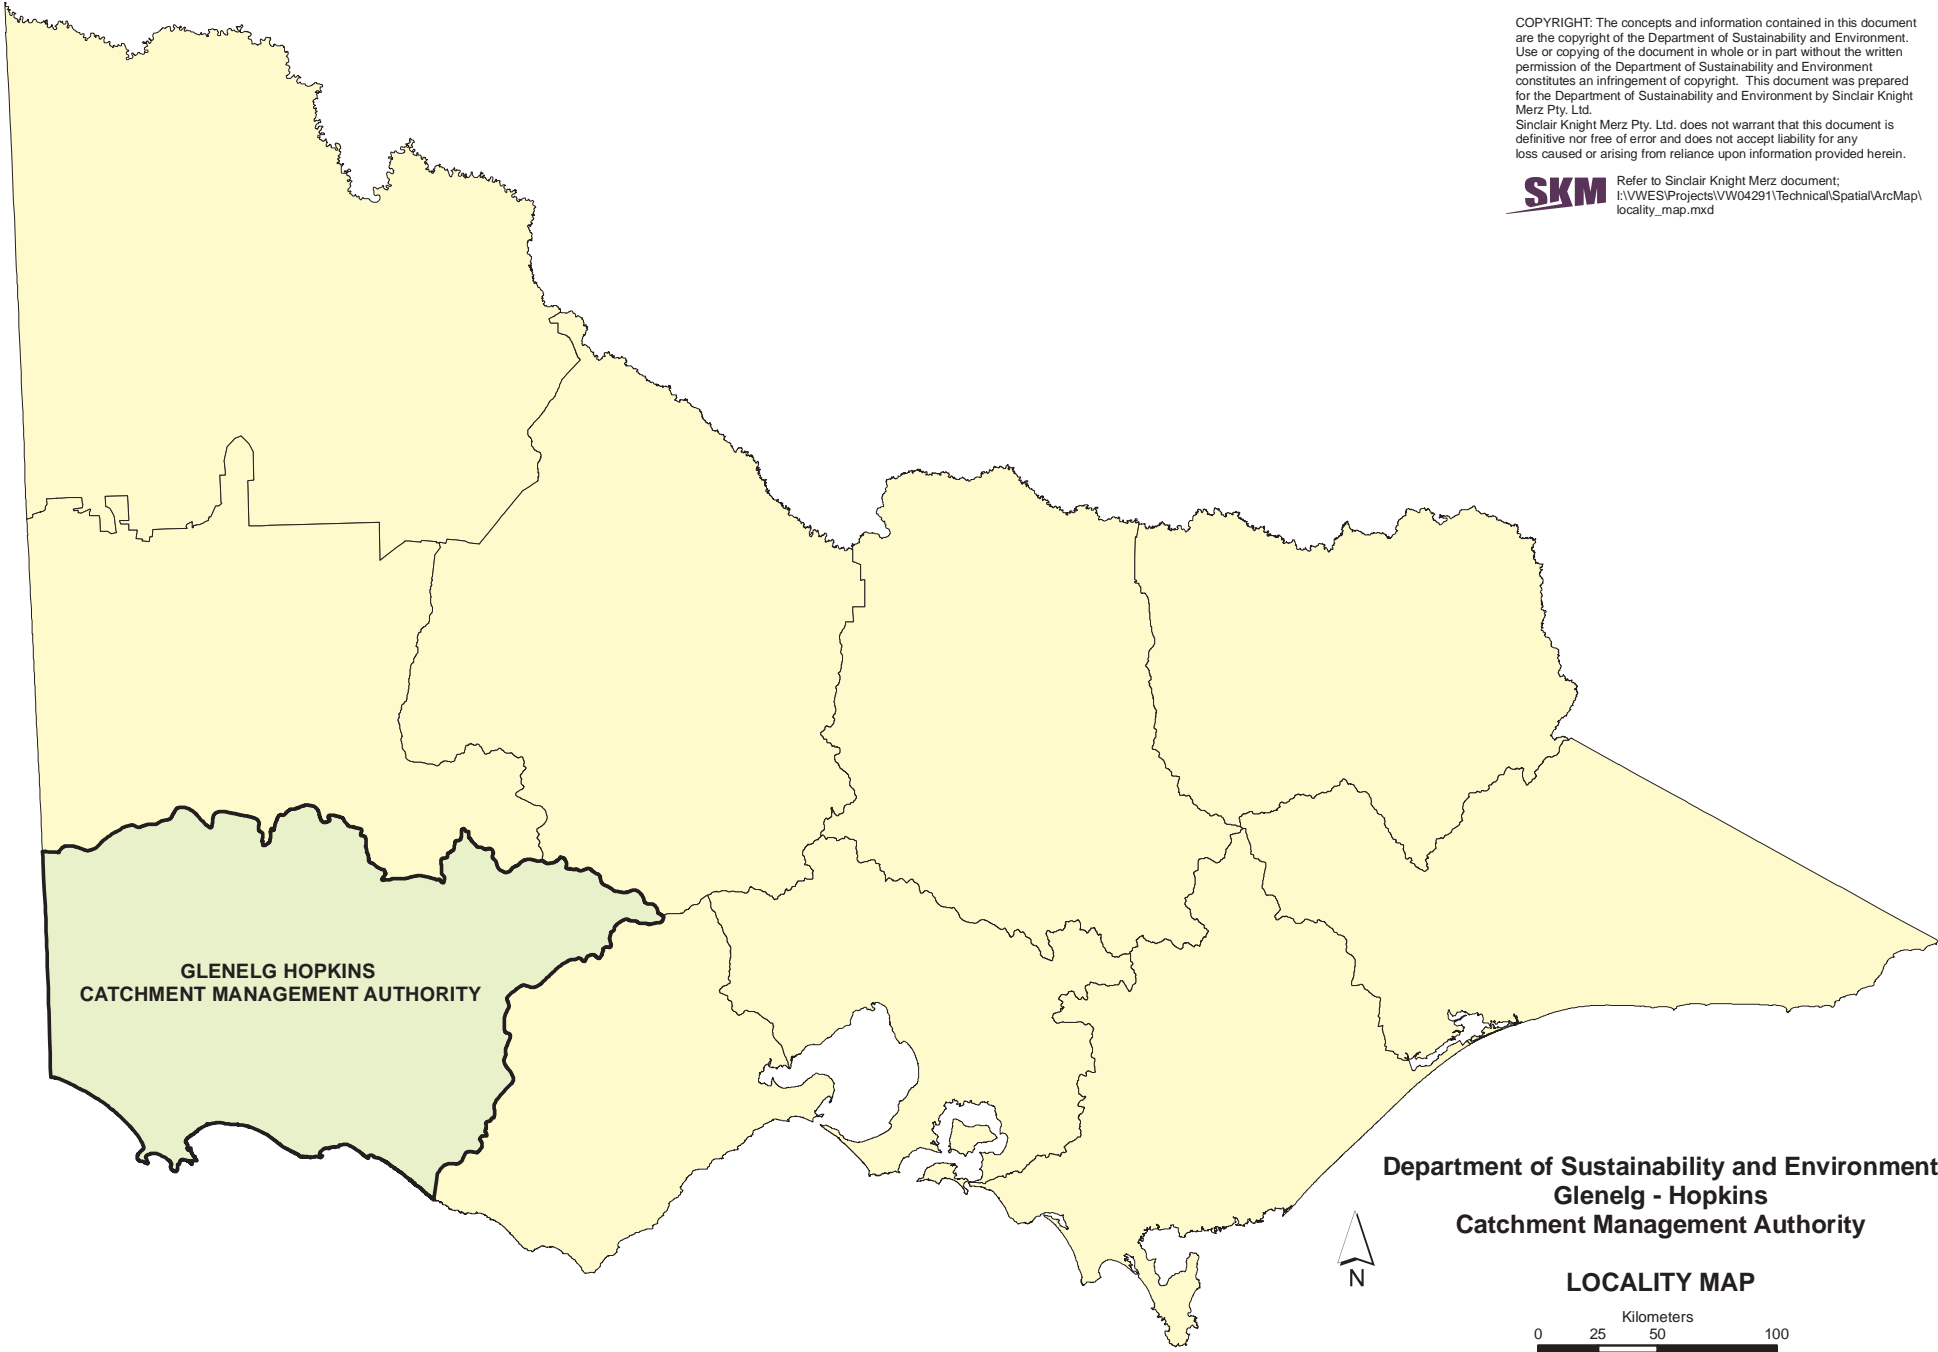 COPYRIGHT: The concepts and information contained in this document
are the copyright of the Department of Sustainability and Environment.
Use or copying of the document in whole or in part without the written
permission of the Department of Sustainability and Environment
constitutes an infringement of copyright.  This document was prepared
for the Department of Sustainability and Environment by Sinclair Knight
Merz Pty. Ltd.
Sinclair Knight Merz Pty. Ltd. does not warrant that this document is
definitive nor free of error and does not accept liability for any
loss caused or arising from reliance upon information provided herein.
SKM
Refer to Sinclair Knight Merz document;
I:\VWES\Projects\VW04291\Technical\Spatial\ArcMap\
locality_map.mxd
GLENELG HOPKINS
CATCHMENT MANAGEMENT AUTHORITY
Department of Sustainability and Environment
Glenelg - Hopkins
Catchment Management Authority
N
LOCALITY MAP
Kilometers
0 25 50 100